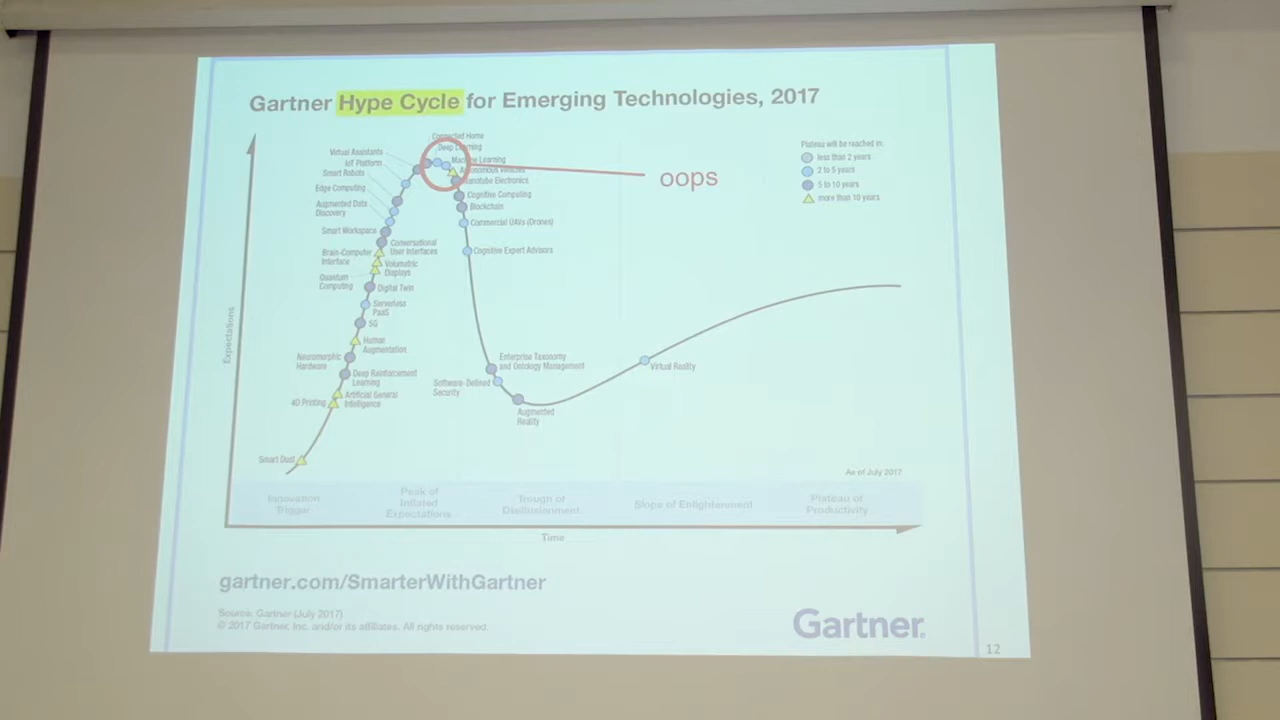 Gartner Hype Cycle for Emerging Technologies, 2017
Connected Home
Deep Learning
Machine Learning
Autonomous Vehicles
Nanotube Electronics
Cognitive Computing
Blockchain
Commercial UAVs (Drones)
Cognitive Expert Advisors
oops
Plateau will be reached in:
less than 2 years
2 to 5 years
5 to 10 years
more than 10 years
Virtual Assistants
IoT Platform
Smart Robots
Edge Computing
Augmented Data
Discovery
Smart Workspace
Conversational
User Interfaces
Brain-Computer
Interface
Volumetric
Displays
Quantum
Computing
Digital Twin
Serverless
PaaS
5G
Human
Augmentation
Neuromorphic
Hardware
Deep Reinforcement
Learning
Artificial General
Intelligence
4D Printing
Smart Dust
Enterprise Taxonomy
and Ontology Management
Software-Defined
Security
Augmented
Reality
Virtual Reality
Expectations
As of July 2017
Innovation
Trigger
Peak of
Inflated
Expectations
Trough of
Disillusionment
Slope of Enlightenment
Plateau of
Productivity
Time
gartner.com/SmarterWithGartner
Source: Gartner (July 2017)
© 2017 Gartner, Inc. and/or its affiliates. All rights reserved.
Gartner®
12